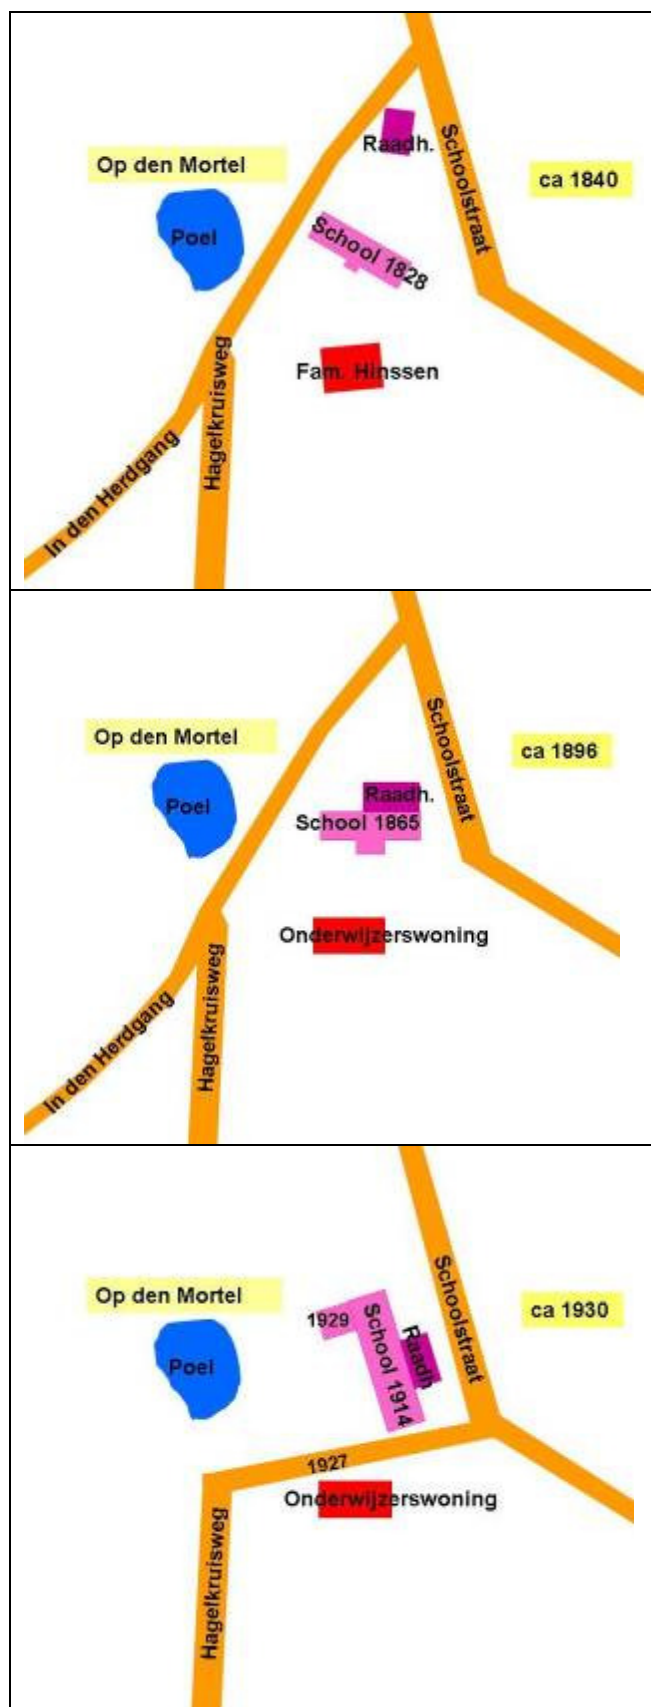 Raadh.
Schoolstraat
Op den Mortel
ca 1840
Poel
School 1828
Fam. Hinssen
Hagelkruisweg
In den Herdgang
Schoolstraat
Op den Mortel
ca 1896
Raadh.
Poel
School 1865
Onderwijzerswoning
Hagelkruisweg
In den Herdgang
Schoolstraat
Op den Mortel
ca 1930
1929
School 1914
Raadh
Poel
1927
Onderwijzerswoning
Hagelkruisweg